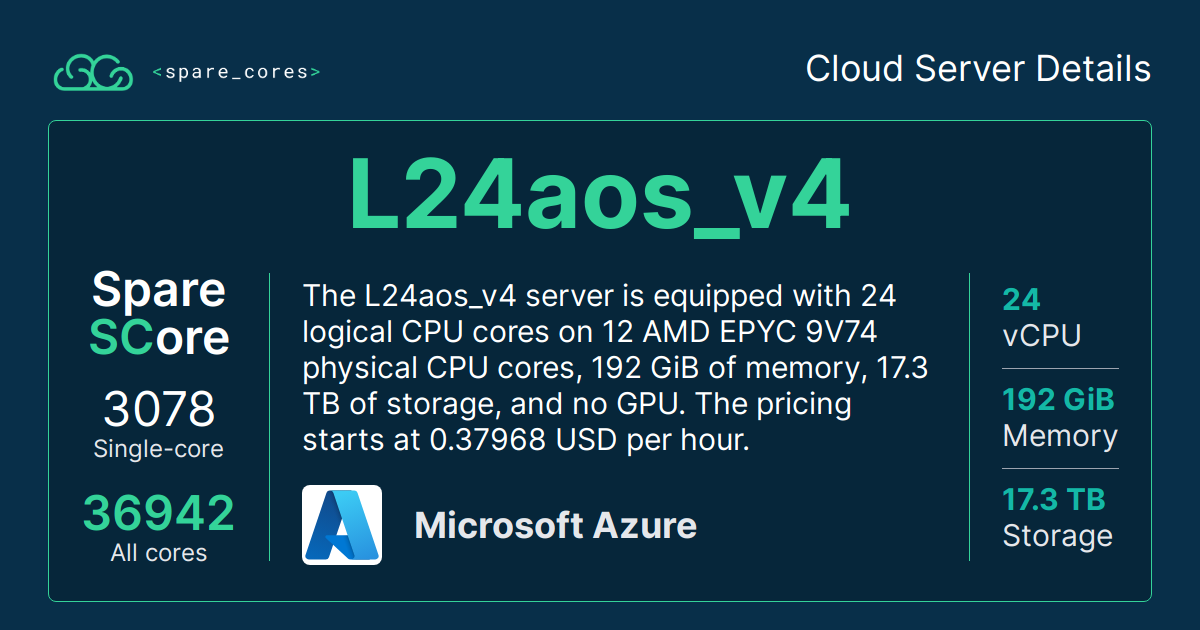 <spare_cores>
Cloud Server Details
L24aos_v4
Spare
SCore
3078
Single-core
36942
All cores
The L24aos_v4 server is equipped with 24
logical CPU cores on 12 AMD EPYC 9V74
physical CPU cores, 192 GiB of memory, 17.3
TB of storage, and no GPU. The pricing
starts at 0.37968 USD per hour.
Microsoft Azure
24
vCPU
192 GiB
Memory
17.3 TB
Storage